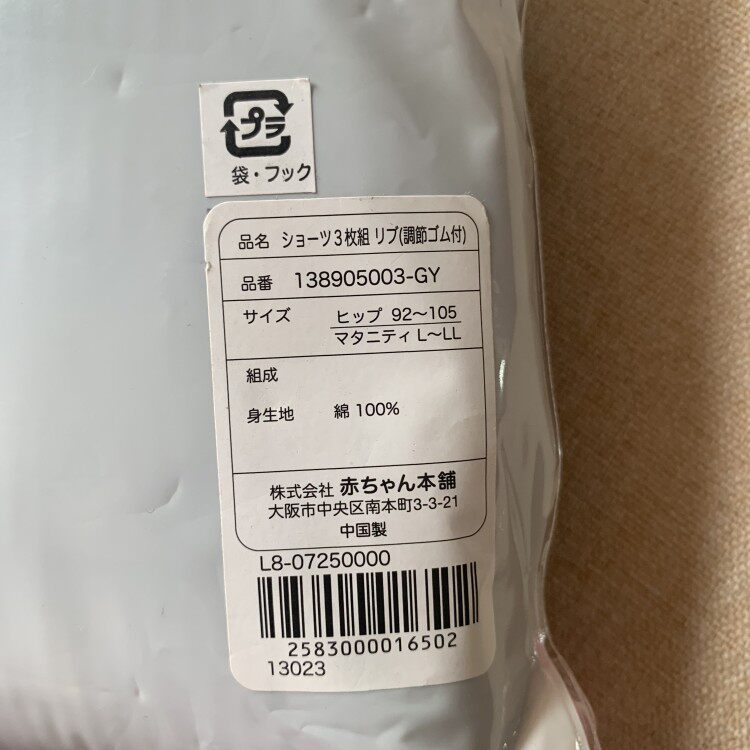 プラ
袋・フック
品名 ショーツ3枚組 リブ(調節ゴム付)
品番 138905003-GY
サイズ ヒップ 92～105
マタニティ L～LL
組成
身生地 綿 100%
株式会社 赤ちゃん本舗
大阪市中央区南本町3-3-21
中国製
L8-07250000
2583000016502
13023